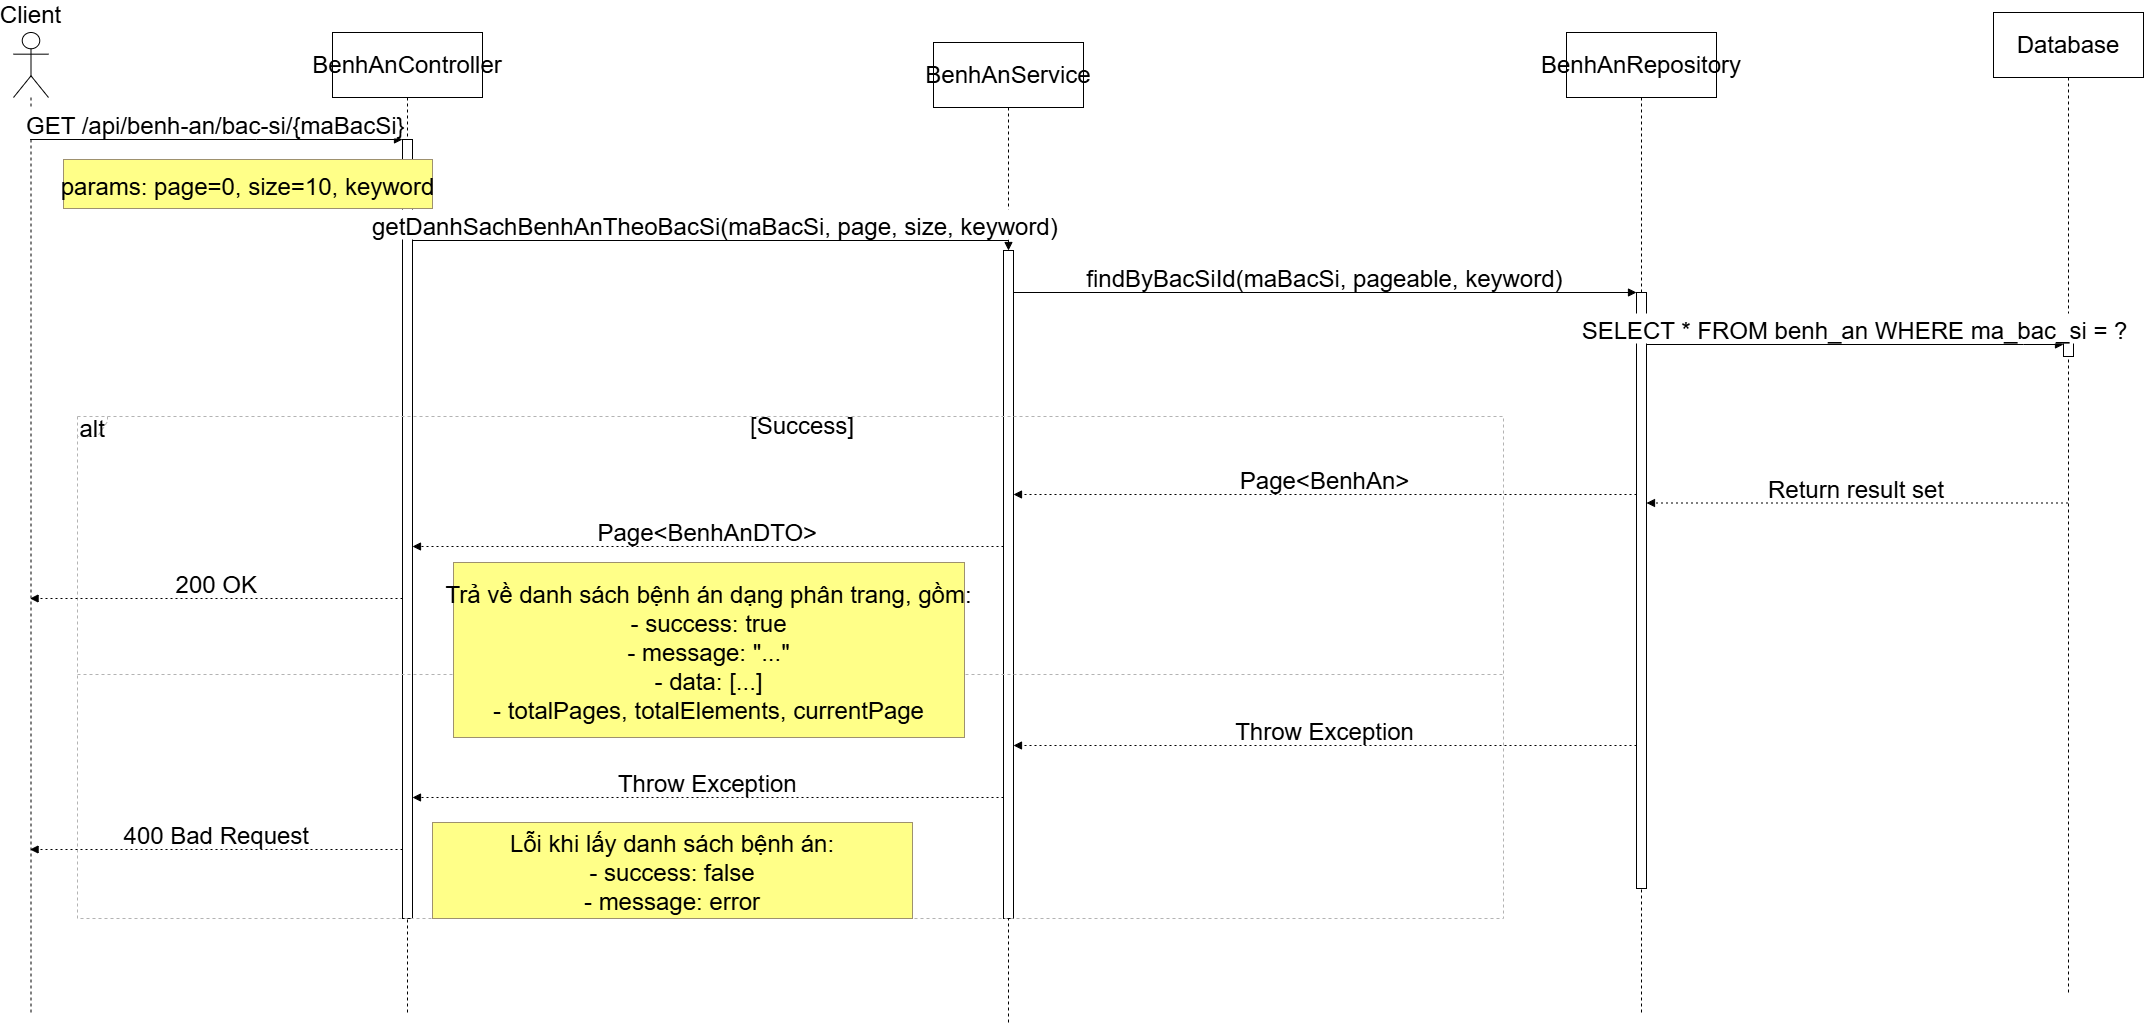 Client
BenhAnController
BenhAnService
BenhAnRepository
Database
GET /api/benh-an/bac-si/{maBacSi}
params: page=0, size=10, keyword
getDanhSachBenhAnTheoBacSi(maBacSi, page, size, keyword)
findByBacSiId(maBacSi, pageable, keyword)
SELECT * FROM benh_an WHERE ma_bac_si = ?
alt
[Success]
Page<BenhAn>
Return result set
Page<BenhAnDTO>
200 OK
Trả về danh sách bệnh án dạng phân trang, gồm:
- success: true
- message: "..."
- data: [...]
- totalPages, totalElements, currentPage
Throw Exception
Throw Exception
400 Bad Request
Lỗi khi lấy danh sách bệnh án:
- success: false
- message: error